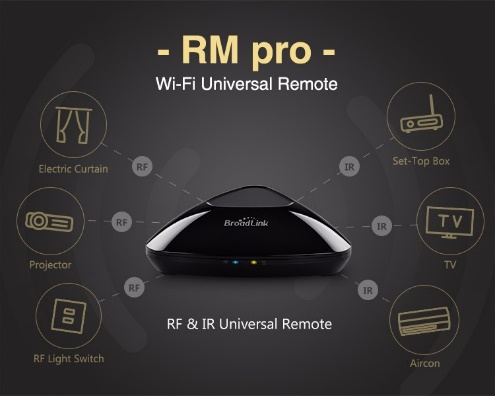 - RM pro -
Wi-Fi Universal Remote
Electric Curtain
RF
IR
Set-Top Box
Projector
RF
BroadLink
IR
TV
TV
RF Light Switch
RF
IR
Aircon
RF & IR Universal Remote